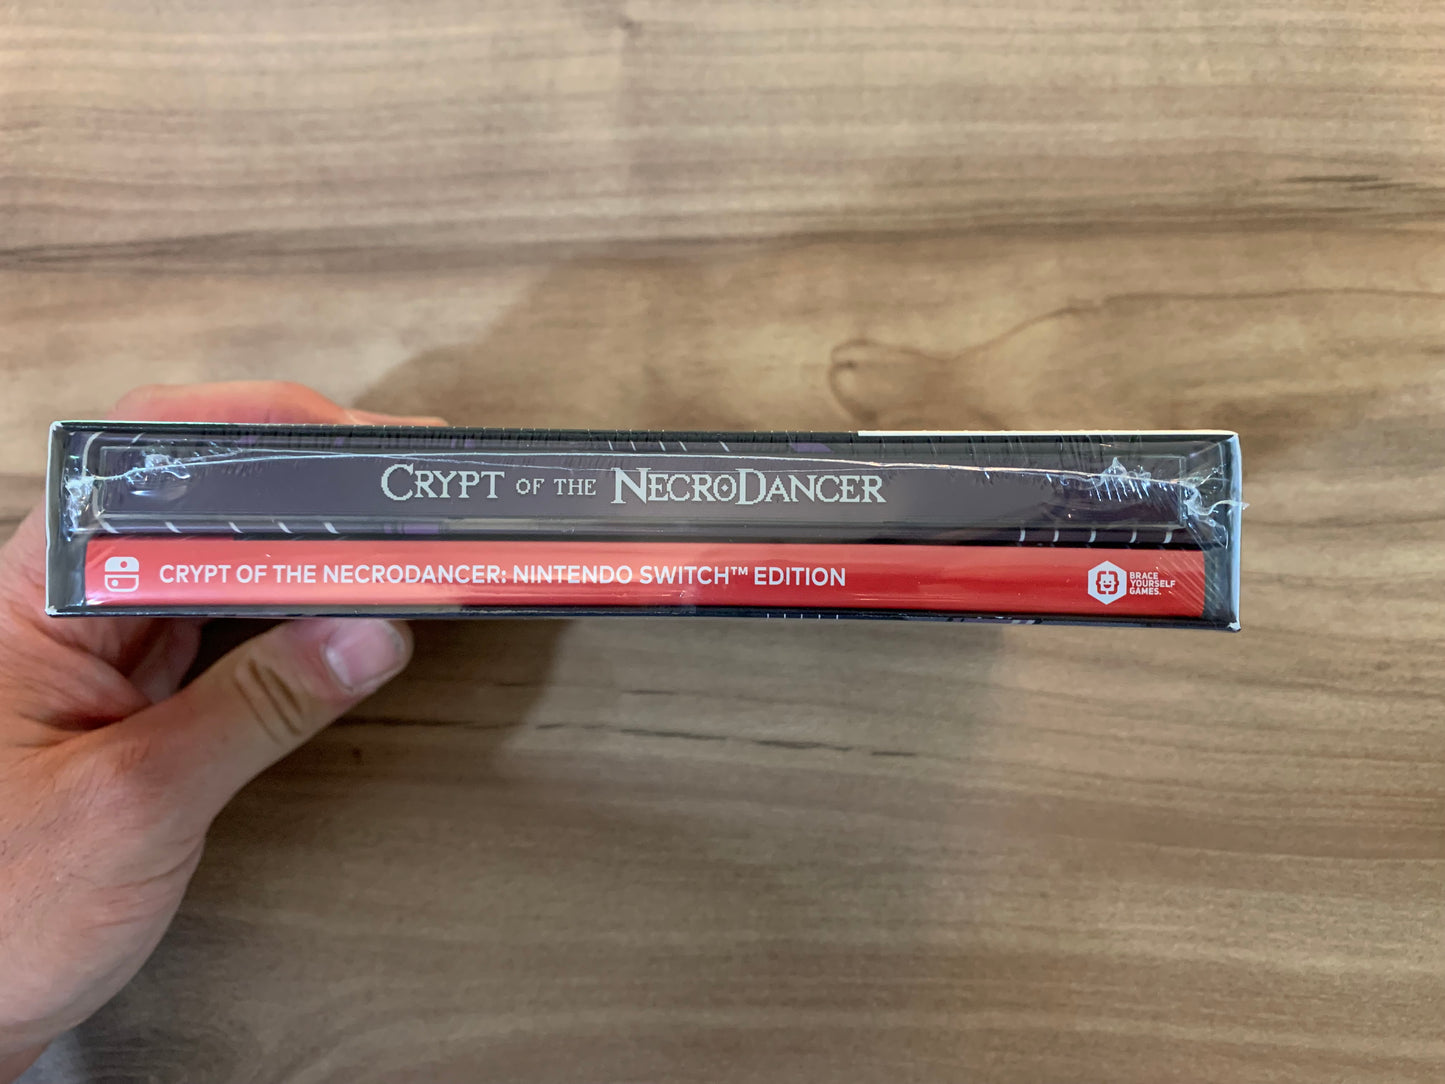 CRYPT OF THE NECRODANCER
CRYPT OF THE NECRODANCER: NINTENDO SWITCH™ EDITION
BRACE
YOURSELF
GAMES.